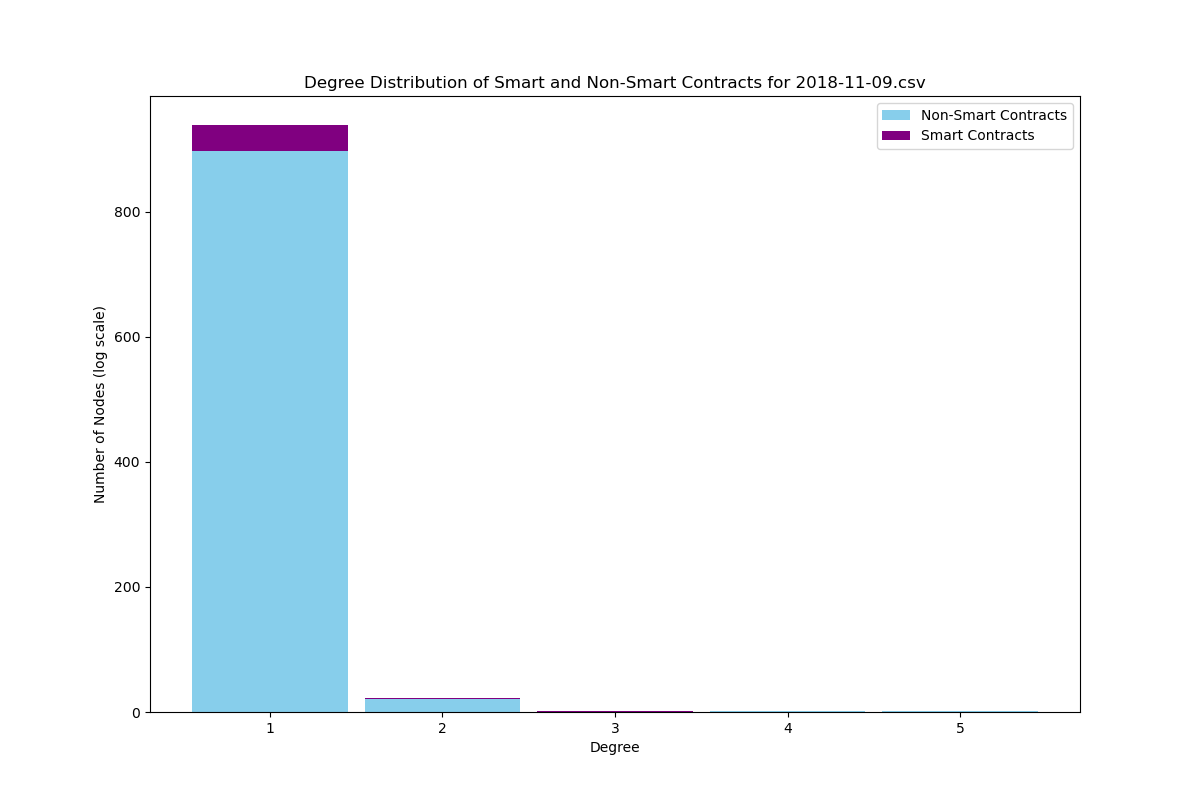 Degree Distribution of Smart and Non-Smart Contracts for 2018-11-09.csv
Non-Smart Contracts
Smart Contracts
Number of Nodes (log scale)
800
600
400
200
0
1 2 3 4 5
Degree